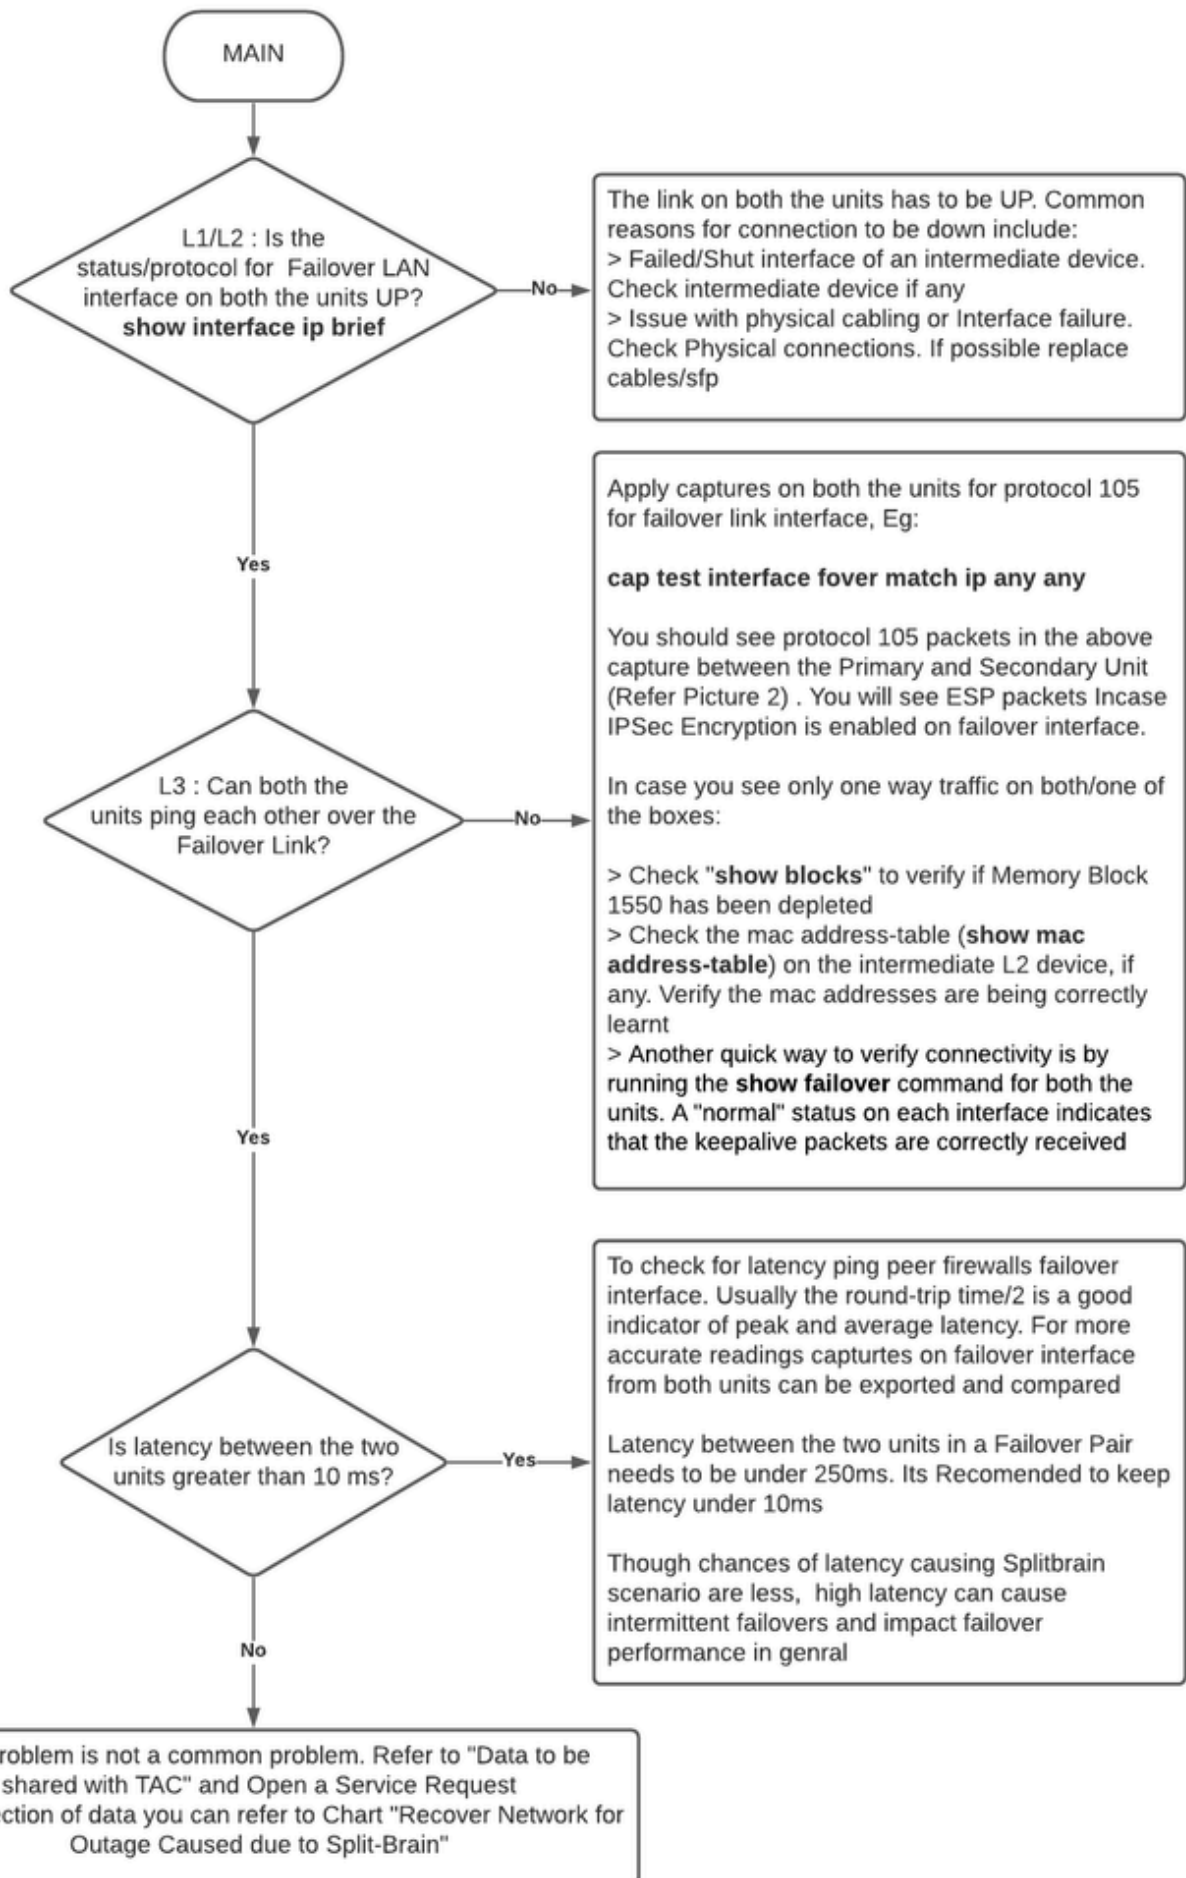 MAIN
L1/L2 : Is the
status/protocol for Failover LAN
interface on both the units UP?
show interface ip brief
No
The link on both the units has to be UP. Common
reasons for connection to be down include:
> Failed/Shut interface of an intermediate device.
Check intermediate device if any
> Issue with physical cabling or Interface failure.
Check Physical connections. If possible replace
cables/sfp
Yes
L3 : Can both the
units ping each other over the
Failover Link?
No
Apply captures on both the units for protocol 105
for failover link interface, Eg:
cap test interface fover match ip any any
You should see protocol 105 packets in the above
capture between the Primary and Secondary Unit
(Refer Picture 2) . You will see ESP packets Incase
IPSec Encryption is enabled on failover interface.
In case you see only one way traffic on both/one of
the boxes:
> Check "show blocks" to verify if Memory Block
1550 has been depleted
> Check the mac address-table (show mac
address-table) on the intermediate L2 device, if
any. Verify the mac addresses are being correctly
learnt
> Another quick way to verify connectivity is by
running the show failover command for both the
units. A "normal" status on each interface indicates
that the keepalive packets are correctly received
Yes
Is latency between the two
units greater than 10 ms?
Yes
To check for latency ping peer firewalls failover
interface. Usually the round-trip time/2 is a good
indicator of peak and average latency. For more
accurate readings capturtes on failover interface
from both units can be exported and compared
Latency between the two units in a Failover Pair
needs to be under 250ms. Its Recomended to keep
latency under 10ms
Though chances of latency causing Splitbrain
scenario are less, high latency can cause
intermittent failovers and impact failover
performance in genral
No
roblem is not a common problem. Refer to "Data to be
shared with TAC" and Open a Service Request
ction of data you can refer to Chart "Recover Network for
Outage Caused due to Split-Brain"